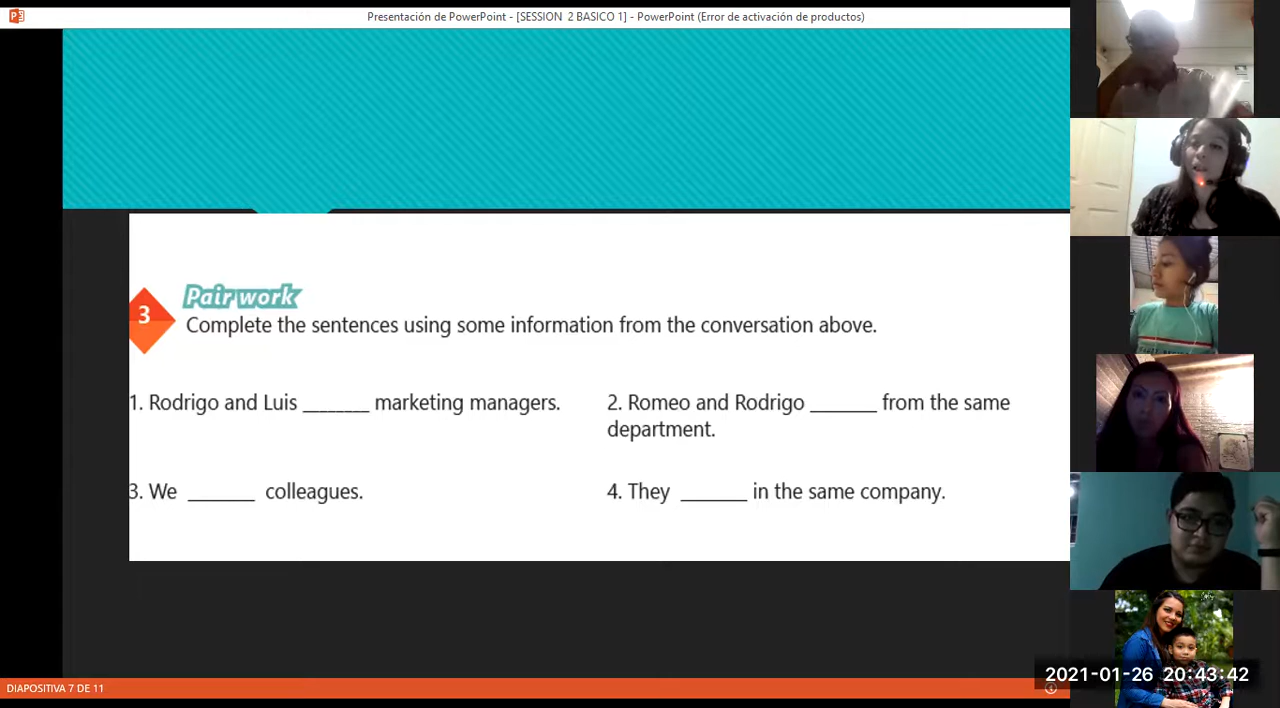 Presentación de PowerPoint - [SESSION 2 BASICO 1] - PowerPoint (Error de activación de productos)
3
Pair work
Complete the sentences using some information from the conversation above.
1. Rodrigo and Luis ________ marketing managers.
2. Romeo and Rodrigo _______ from the same
department.
3. We _______ colleagues.
4. They _______ in the same company.
DIAPOSITIVA 7 DE 11
2021-01-26 20:43:42